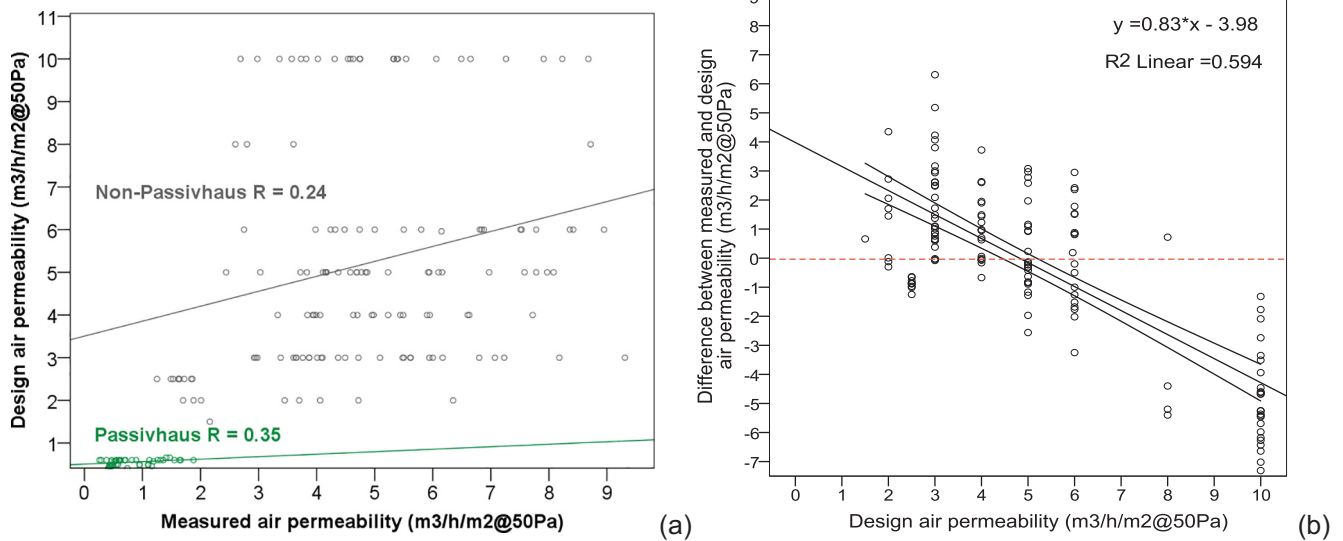 11
10
9
8
7
6
5
4
3
2
1
Design air permeability (m3/h/m2@50Pa)
Non-Passivhaus R = 0.24
Passivhaus R = 0.35
0 1 2 3 4 5 6 7 8 9
Measured air permeability (m3/h/m2@50Pa)
(a)
9
8
7
6
5
4
3
2
1
0
-1
-2
-3
-4
-5
-6
-7
Difference between measured and design
air permeability (m3/h/m2@50Pa)
y =0.83*x - 3.98
R2 Linear =0.594
0 1 2 3 4 5 6 7 8 9 10
Design air permeability (m3/h/m2@50Pa)
(b)